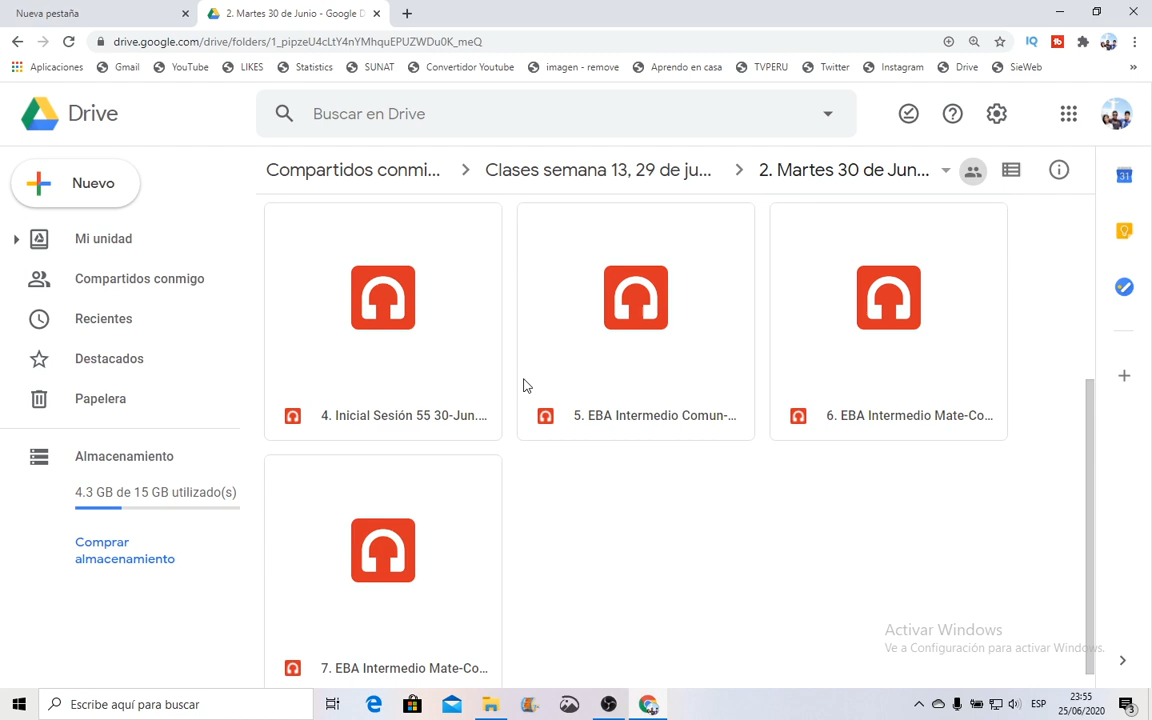 Nueva pestaña
2. Martes 30 de Junio - Google D
drive.google.com/drive/folders/1_pipzeU4cLtY4nYMhquEPUZWDu0K_meQ
Aplicaciones
Gmail
YouTube
LIKES
Statistics
SUNAT
Convertidor Youtube
imagen - remove
Aprendo en casa
TVPERU
Twitter
Instagram
Drive
SieWeb
Drive
Buscar en Drive
Nuevo
Compartidos conmi...
Clases semana 13, 29 de ju...
2. Martes 30 de Jun...
Mi unidad
Compartidos conmigo
Recientes
Destacados
Papelera
Almacenamiento
4.3 GB de 15 GB utilizado(s)
Comprar
almacenamiento
4. Inicial Sesión 55 30-Jun....
5. EBA Intermedio Comun-...
6. EBA Intermedio Mate-Co...
7. EBA Intermedio Mate-Co...
31
Activar Windows
Ve a Configuración para activar Windows.
Escribe aquí para buscar
ESP
23:55
25/06/2020
3